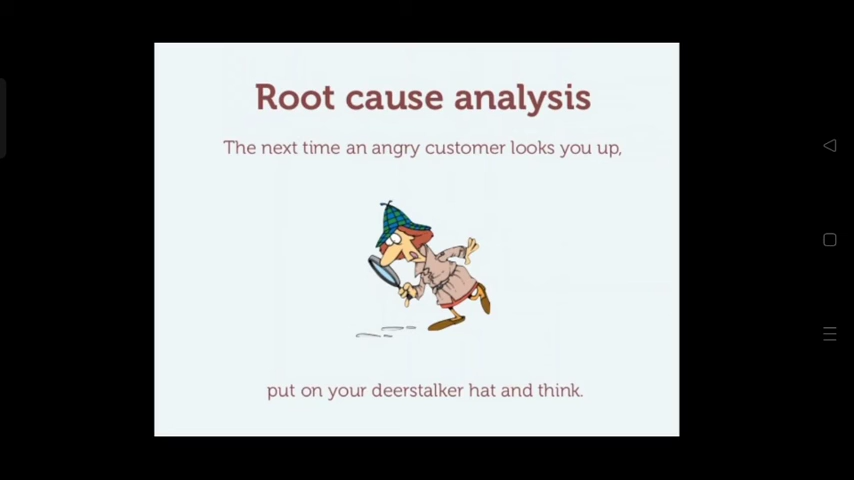 Root cause analysis
The next time an angry customer looks you up,
put on your deerstalker hat and think.